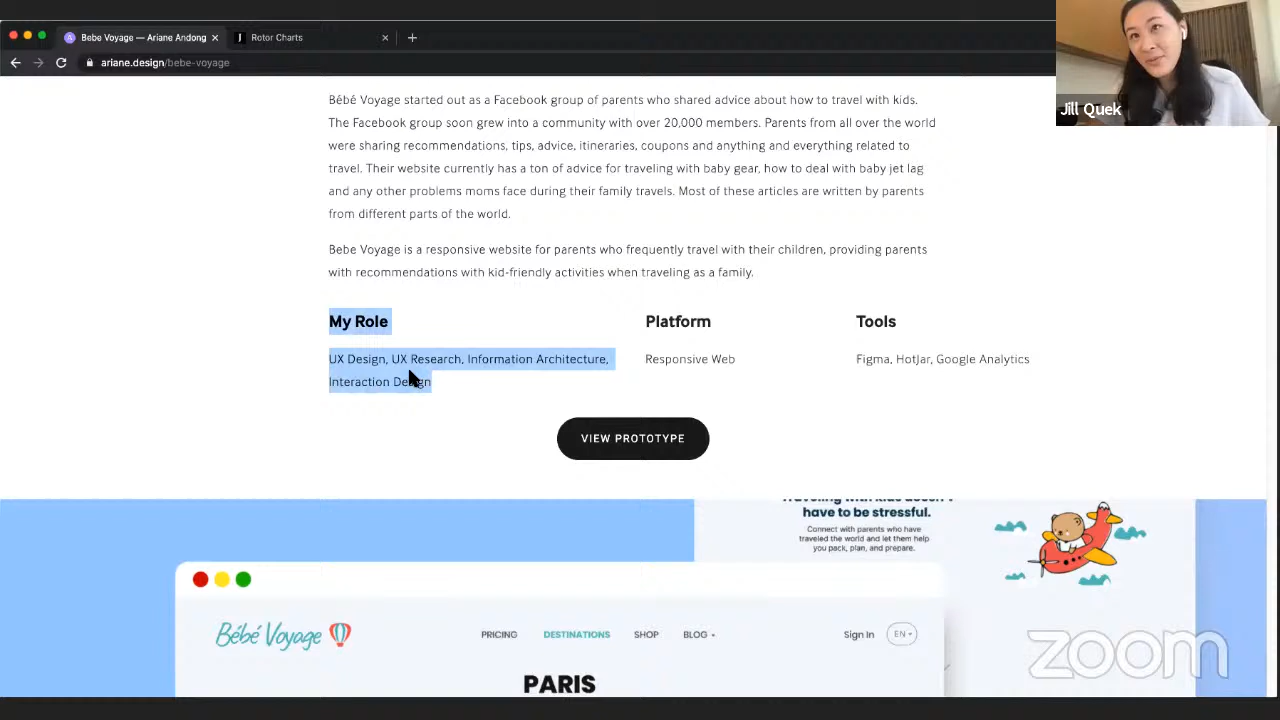 Bebe Voyage — Ariane Andong
Rotor Charts
ariane.design/bebe-voyage
Jill Quek
Bébé Voyage started out as a Facebook group of parents who shared advice about how to travel with kids.
The Facebook group soon grew into a community with over 20,000 members. Parents from all over the world
were sharing recommendations, tips, advice, itineraries, coupons and anything and everything related to
travel. Their website currently has a ton of advice for traveling with baby gear, how to deal with baby jet lag
and any other problems moms face during their family travels. Most of these articles are written by parents
from different parts of the world.
Bebe Voyage is a responsive website for parents who frequently travel with their children, providing parents
with recommendations with kid-friendly activities when traveling as a family.
My Role
UX Design, UX Research, Information Architecture,
Interaction Design
Platform
Responsive Web
Tools
Figma, HotJar, Google Analytics
VIEW PROTOTYPE
Traveling with kids doesn't
have to be stressful.
Connect with parents who have
traveled the world and let them help
you pack, plan, and prepare.
Bébé Voyage
PRICING DESTINATIONS SHOP BLOG
Sign In EN
PARIS
zoom